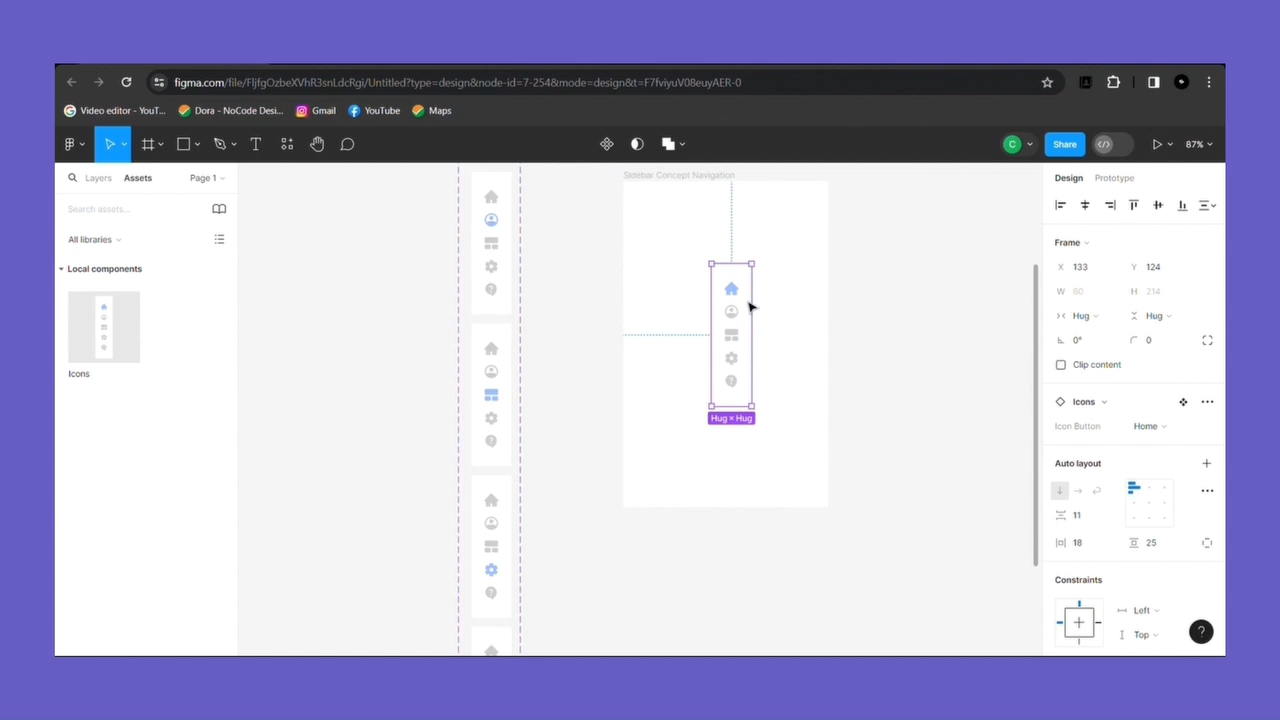 figma.com/file/FljfgOzbeXVhR3snLdcRgi/Untitled?type=design&node-id=7-254&mode=design&t=F7fviyuV08euyAER-0
Video editor - YouT...
Dora - NoCode Desi...
Gmail
YouTube
Maps
C
Share
87%
Layers
Assets
Page 1
Search assets...
All libraries
Local components
Icons
Sidebar Concept Navigation
Hug × Hug
Design
Prototype
Frame
X 133
Y 124
W 60
H 214
Hug
Hug
0°
0
Clip content
Icons
Icon Button
Home
Auto layout
11
18
25
Constraints
Left
Top
?